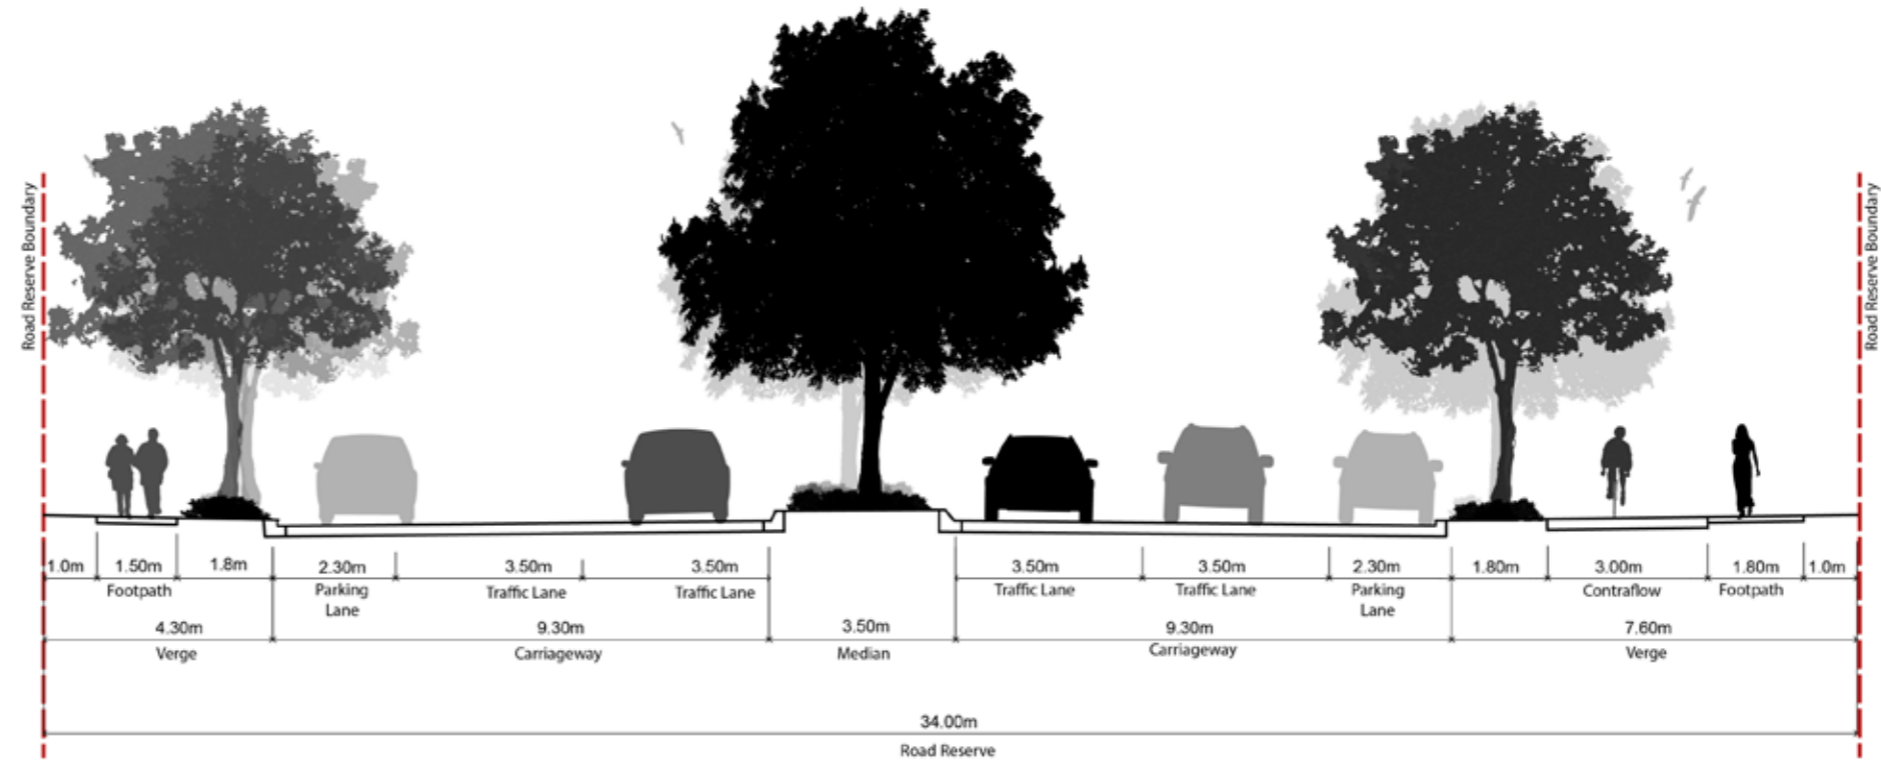 Road Reserve Boundary
Road Reserve Boundary
1.0m 1.50m 1.8m 2.30m 3.50m 3.50m 3.50m 3.50m 2.30m 1.80m 3.00m 1.80m 1.0m
Footpath Parking Traffic Lane Traffic Lane Traffic Lane Traffic Lane Parking Contraflow Footpath
Lane Lane
4.30m 9.30m 3.50m 9.30m 7.60m
Verge Carriageway Median Carriageway Verge
34.00m
Road Reserve